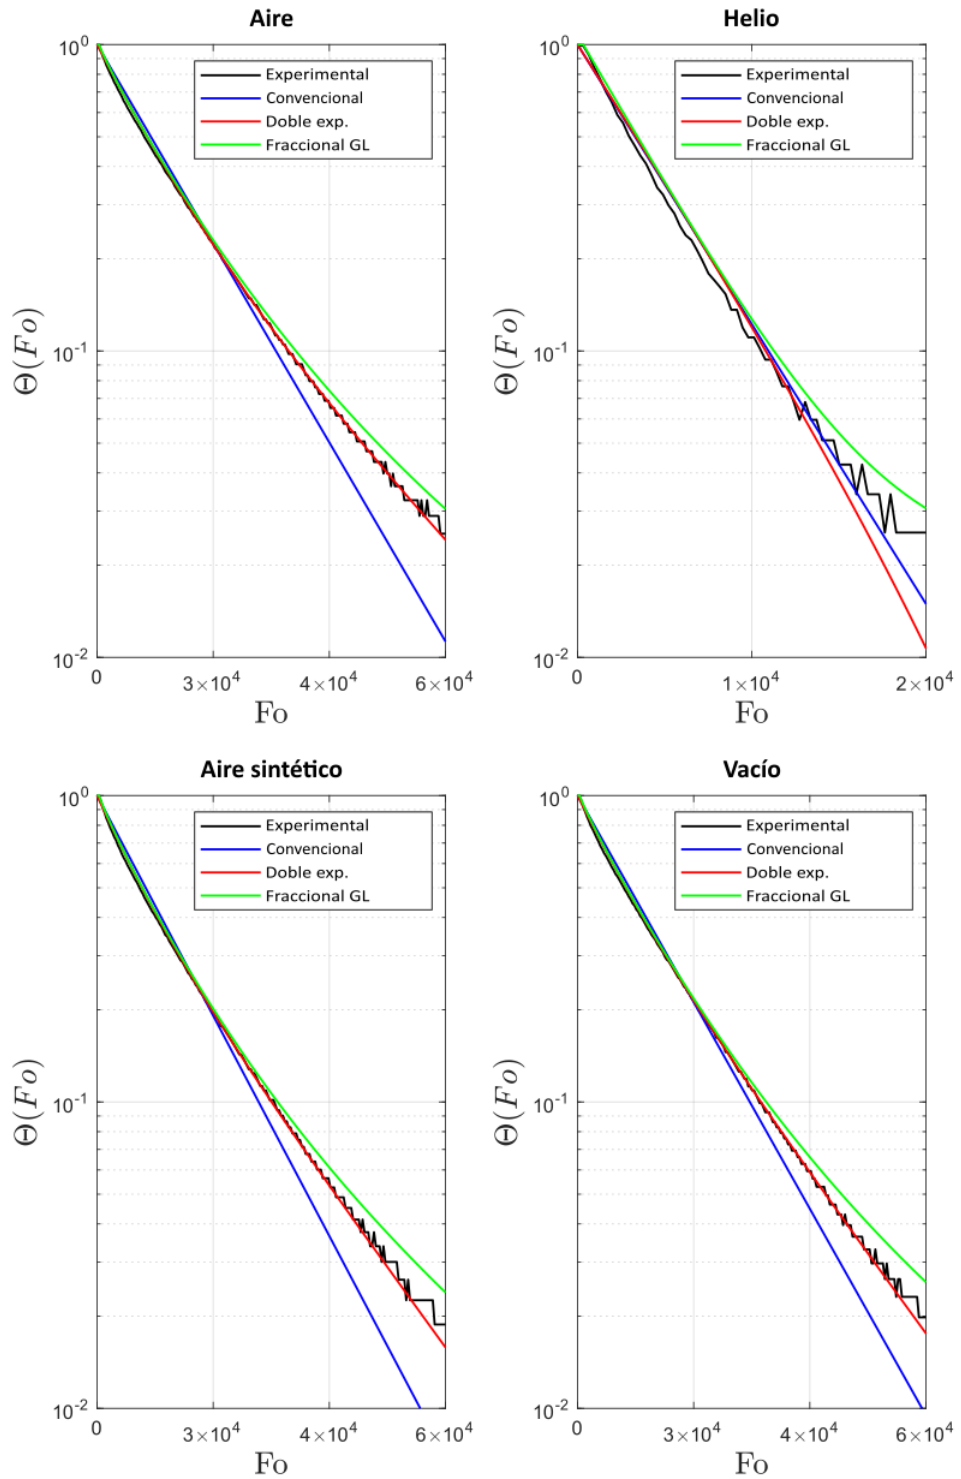 Aire
10^0
Experimental
Convencional
Doble exp.
Fraccional GL
10^-1
Θ(Fo)
10^-2
0
3×10^4
4×10^4
6×10^4
Fo
Helio
10^0
Experimental
Convencional
Doble exp.
Fraccional GL
10^-1
Θ(Fo)
10^-2
0
1×10^4
2×10^4
Fo
Aire sintético
10^0
Experimental
Convencional
Doble exp.
Fraccional GL
10^-1
Θ(Fo)
10^-2
0
3×10^4
4×10^4
6×10^4
Fo
Vacío
10^0
Experimental
Convencional
Doble exp.
Fraccional GL
10^-1
Θ(Fo)
10^-2
0
3×10^4
4×10^4
6×10^4
Fo